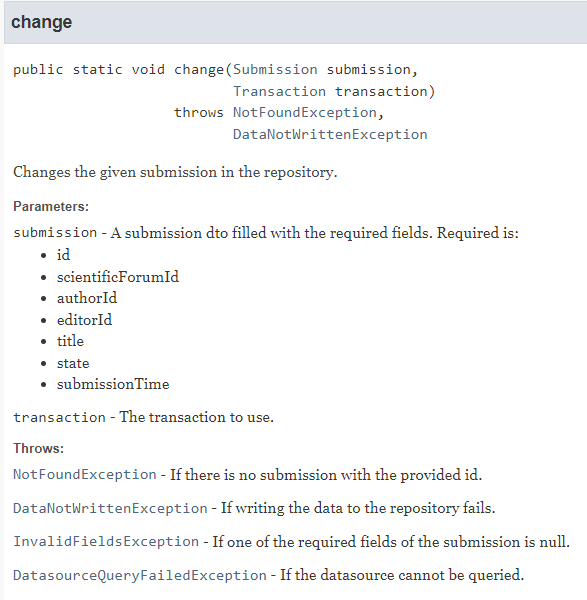 change
public static void change(Submission submission,
Transaction transaction)
throws NotFoundException,
DataNotWrittenException
Changes the given submission in the repository.
Parameters:
submission - A submission dto filled with the required fields. Required is:
• id
• scientificForumId
• authorId
• editorId
• title
• state
• submissionTime
transaction - The transaction to use.
Throws:
NotFoundException - If there is no submission with the provided id.
DataNotWrittenException - If writing the data to the repository fails.
InvalidFieldsException - If one of the required fields of the submission is null.
DatasourceQueryFailedException - If the datasource cannot be queried.